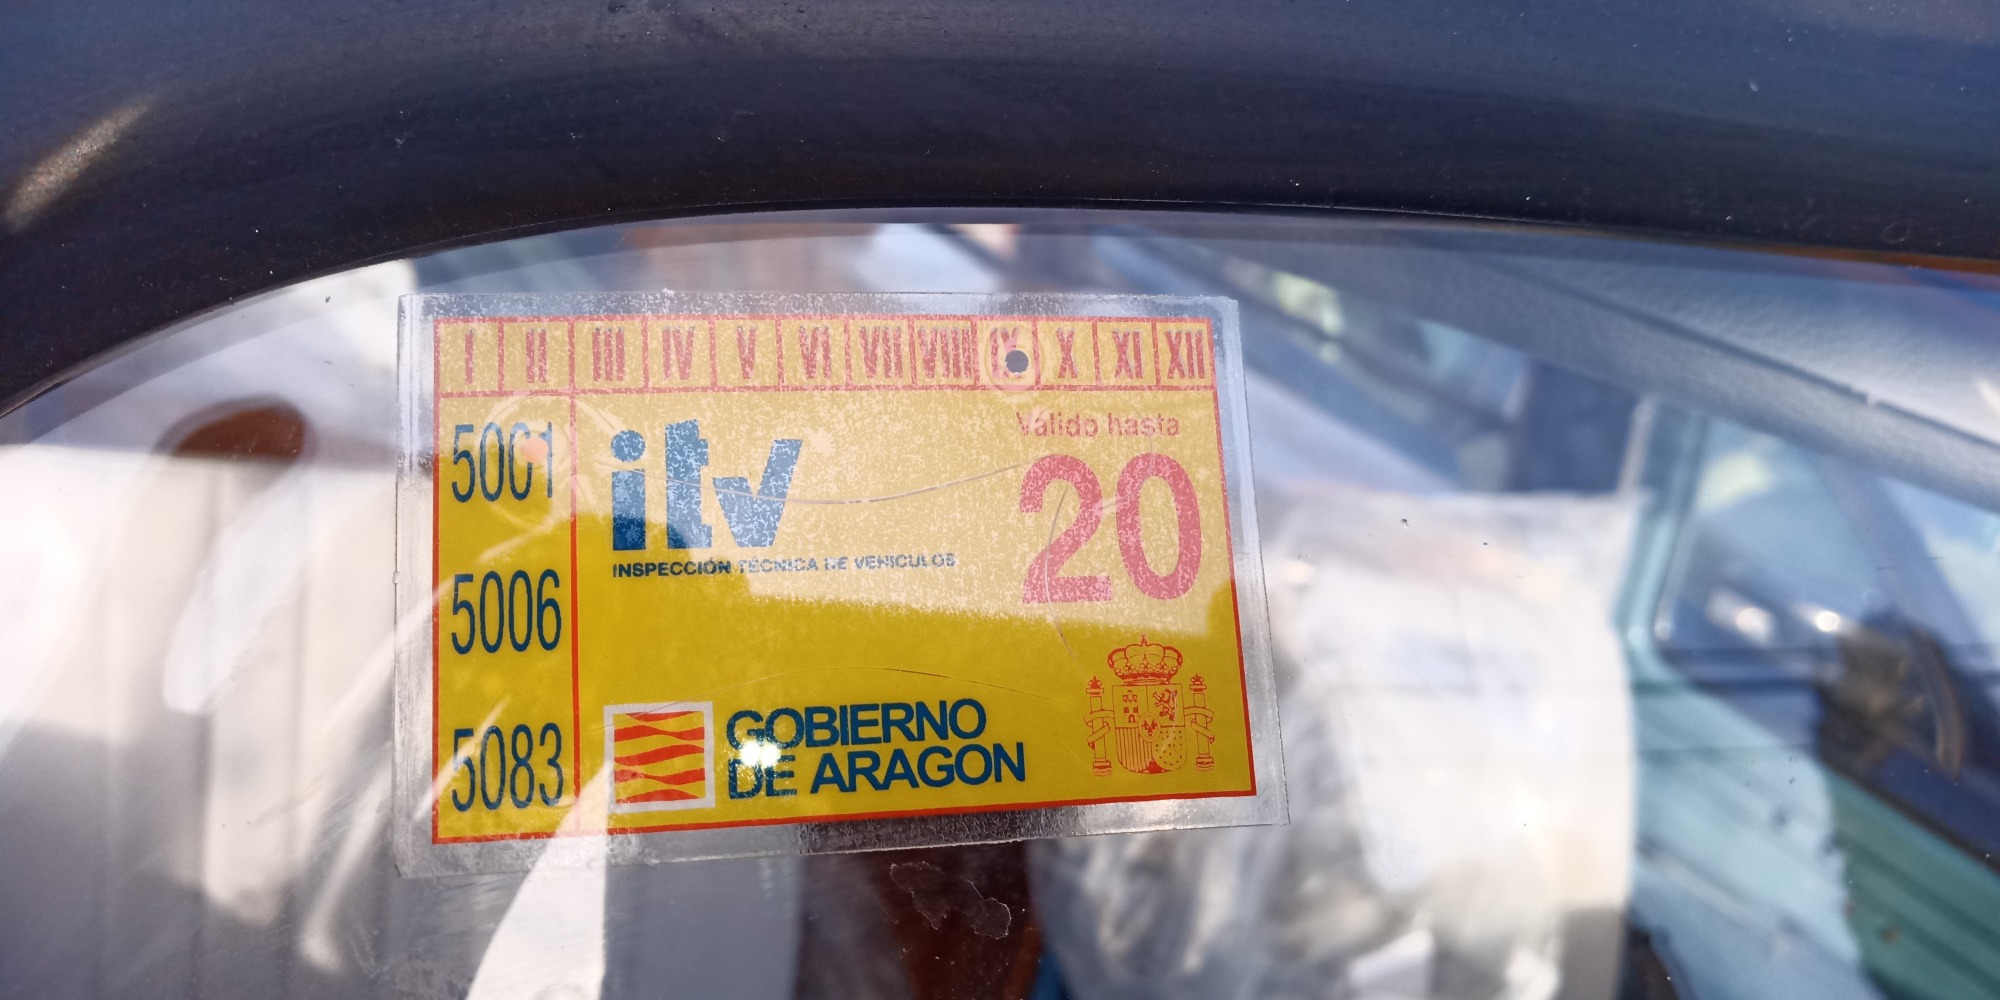 I II III IV V VI VII VIII IX X XI XII
5001
itv
Válido hasta
20
INSPECCIÓN TÉCNICA DE VEHICULOS
5006
5083
GOBIERNO
DE ARAGON